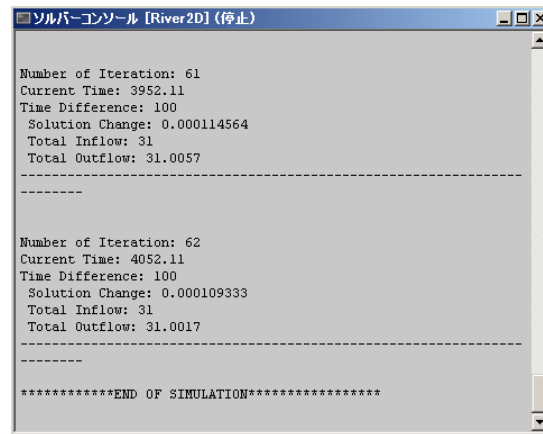 ソルバーコンソール [River2D] (停止)
Number of Iteration: 61
Current Time: 3952.11
Time Difference: 100
Solution Change: 0.000114564
Total Inflow: 31
Total Outflow: 31.0057
----------------------------------------------------------------------
--------
Number of Iteration: 62
Current Time: 4052.11
Time Difference: 100
Solution Change: 0.000109333
Total Inflow: 31
Total Outflow: 31.0017
----------------------------------------------------------------------
--------
************END OF SIMULATION*****************